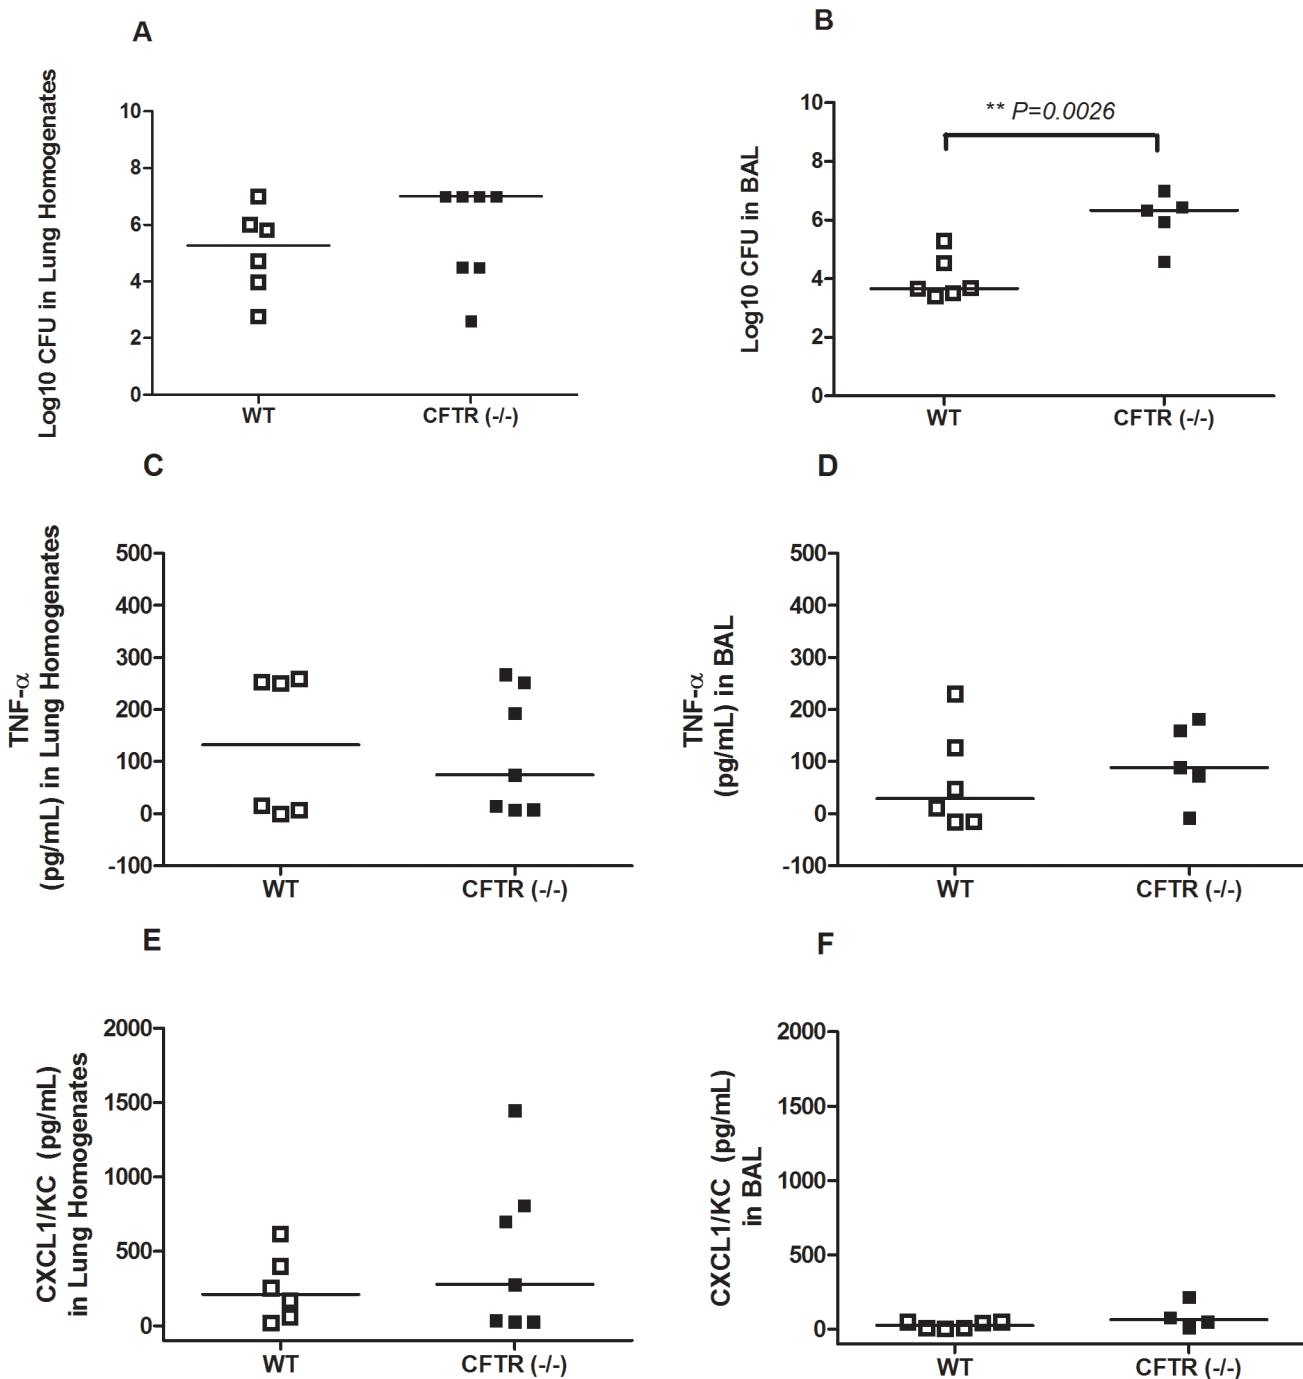 A
Log10 CFU in Lung Homogenates
10
8
6
4
2
0
WT
CFTR (-/-)
B
Log10 CFU in BAL
10
8
6
4
2
0
** P=0.0026
WT
CFTR (-/-)
C
TNF-α
(pg/mL) in Lung Homogenates
500
400
300
200
100
0
-100
WT
CFTR (-/-)
D
TNF-α
(pg/mL) in BAL
500
400
300
200
100
0
-100
WT
CFTR (-/-)
E
CXCL1/KC (pg/mL)
in Lung Homogenates
2000
1500
1000
500
0
WT
CFTR (-/-)
F
CXCL1/KC (pg/mL)
in BAL
2000
1500
1000
500
0
WT
CFTR (-/-)